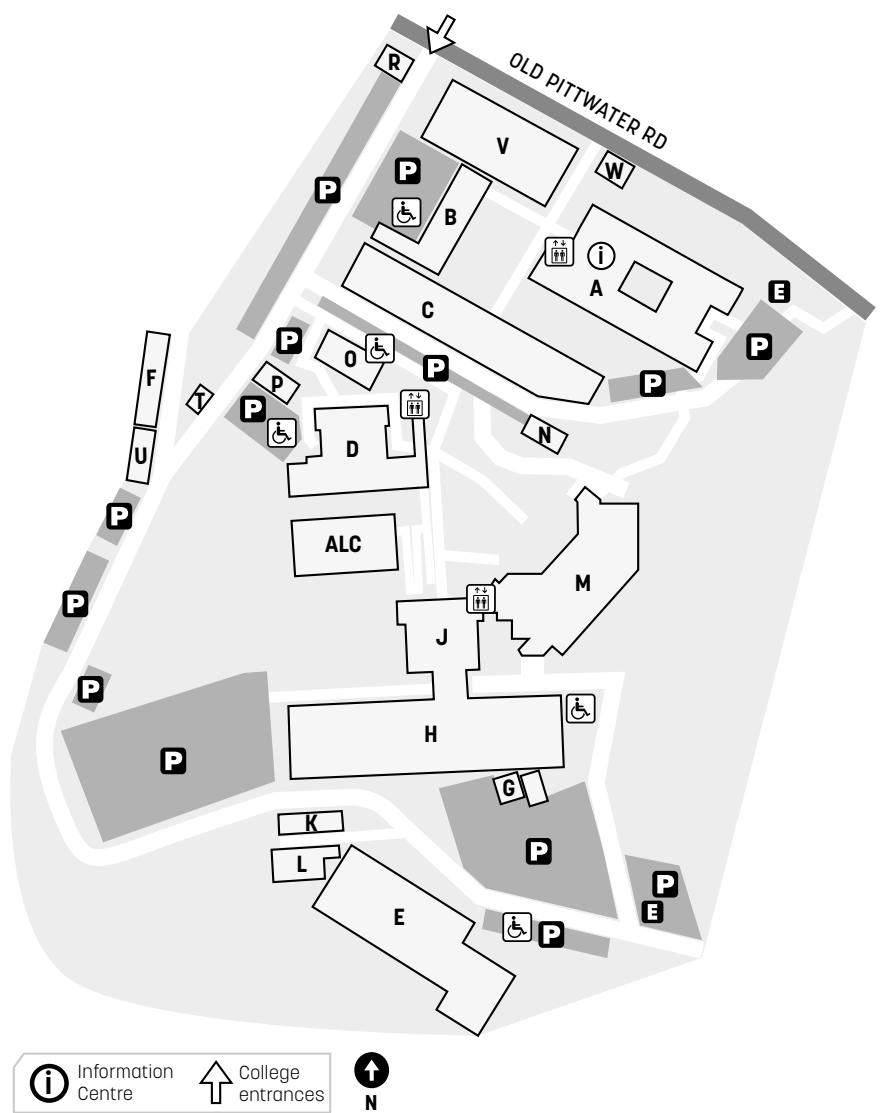 OLD PITTWATER RD
R
V
P
W
P
B
i
A
E
C
P
P
O
P
P
F
P
T
P
N
D
U
P
ALC
M
P
J
P
H
P
G
K
P
L
P
E
E
P
i
Information
Centre
College
entrances
N